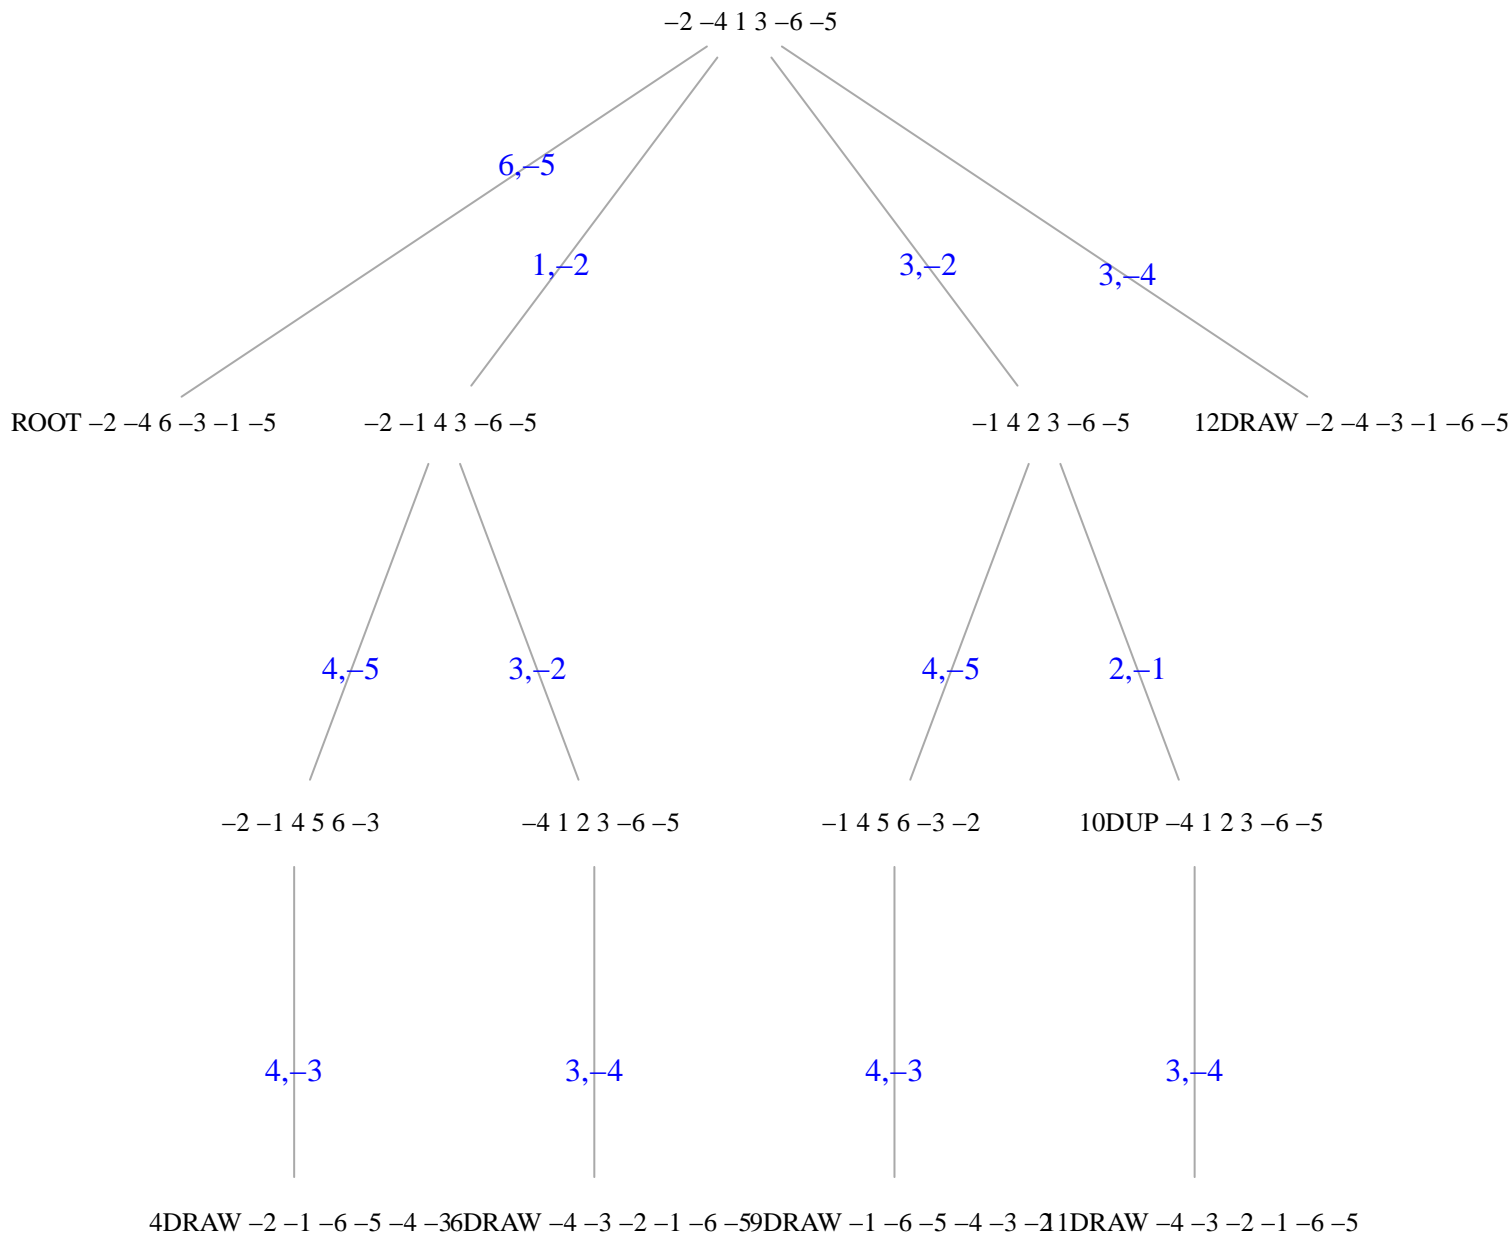 –2 –4 1 3 –6 –5
6,–5
1,–2
3,–2
3,–4
ROOT –2 –4 6 –3 –1 –5
–2 –1 4 3 –6 –5
–1 4 2 3 –6 –5
12DRAW –2 –4 –3 –1 –6 –5
4,–5
3,–2
4,–5
2,–1
–2 –1 4 5 6 –3
–4 1 2 3 –6 –5
–1 4 5 6 –3 –2
10DUP –4 1 2 3 –6 –5
4,–3
3,–4
4,–3
3,–4
4DRAW –2 –1 –6 –5 –4 –3
6DRAW –4 –3 –2 –1 –6 –5
9DRAW –1 –6 –5 –4 –3 –2
11DRAW –4 –3 –2 –1 –6 –5